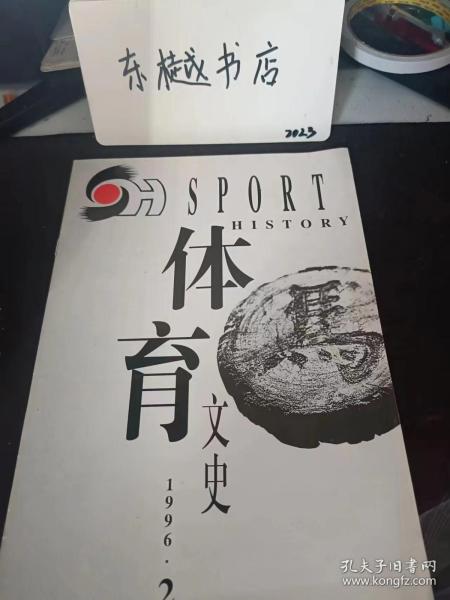 东樾书店
2023
SPORT
HISTORY
体育
文史
1996·2
孔夫子旧书网
www.kongfz.com